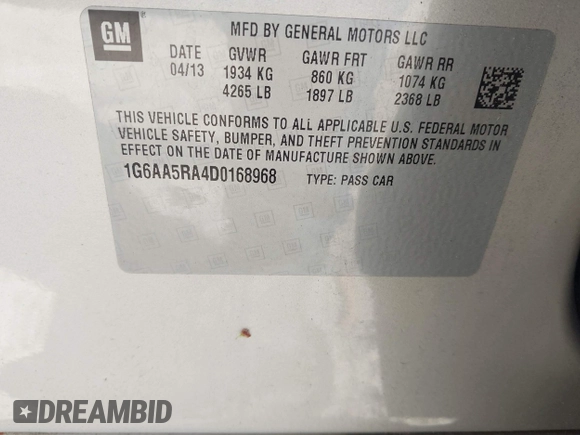 GM
MFD BY GENERAL MOTORS LLC
DATE GVWR GAWR FRT GAWR RR
04/13 1934 KG 860 KG 1074 KG
4265 LB 1897 LB 2368 LB
THIS VEHICLE CONFORMS TO ALL APPLICABLE U.S. FEDERAL MOTOR
VEHICLE SAFETY, BUMPER, AND THEFT PREVENTION STANDARDS IN
EFFECT ON THE DATE OF MANUFACTURE SHOWN ABOVE.
1G6AA5RA4D0168968 TYPE: PASS CAR
DREAMBID